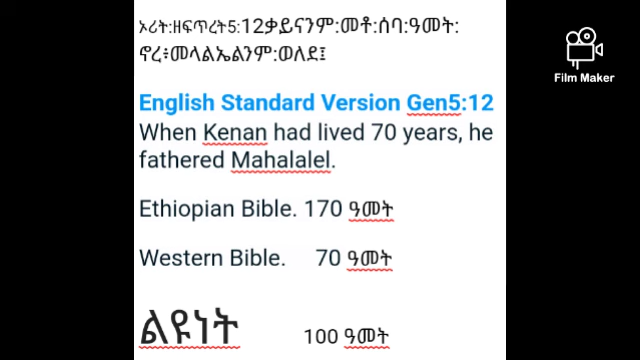 ኦሪት:ዘፍጥረት5:12ቃይናንም:መቶ:ሰባ:ዓመት:
ኖረ፥መላልኤልንም:ወለደ፤
English Standard Version Gen5:12
When Kenan had lived 70 years, he
fathered Mahalalel.
Ethiopian Bible. 170 ዓመት
Western Bible. 70 ዓመት
ልዩነት 100 ዓመት
Film Maker